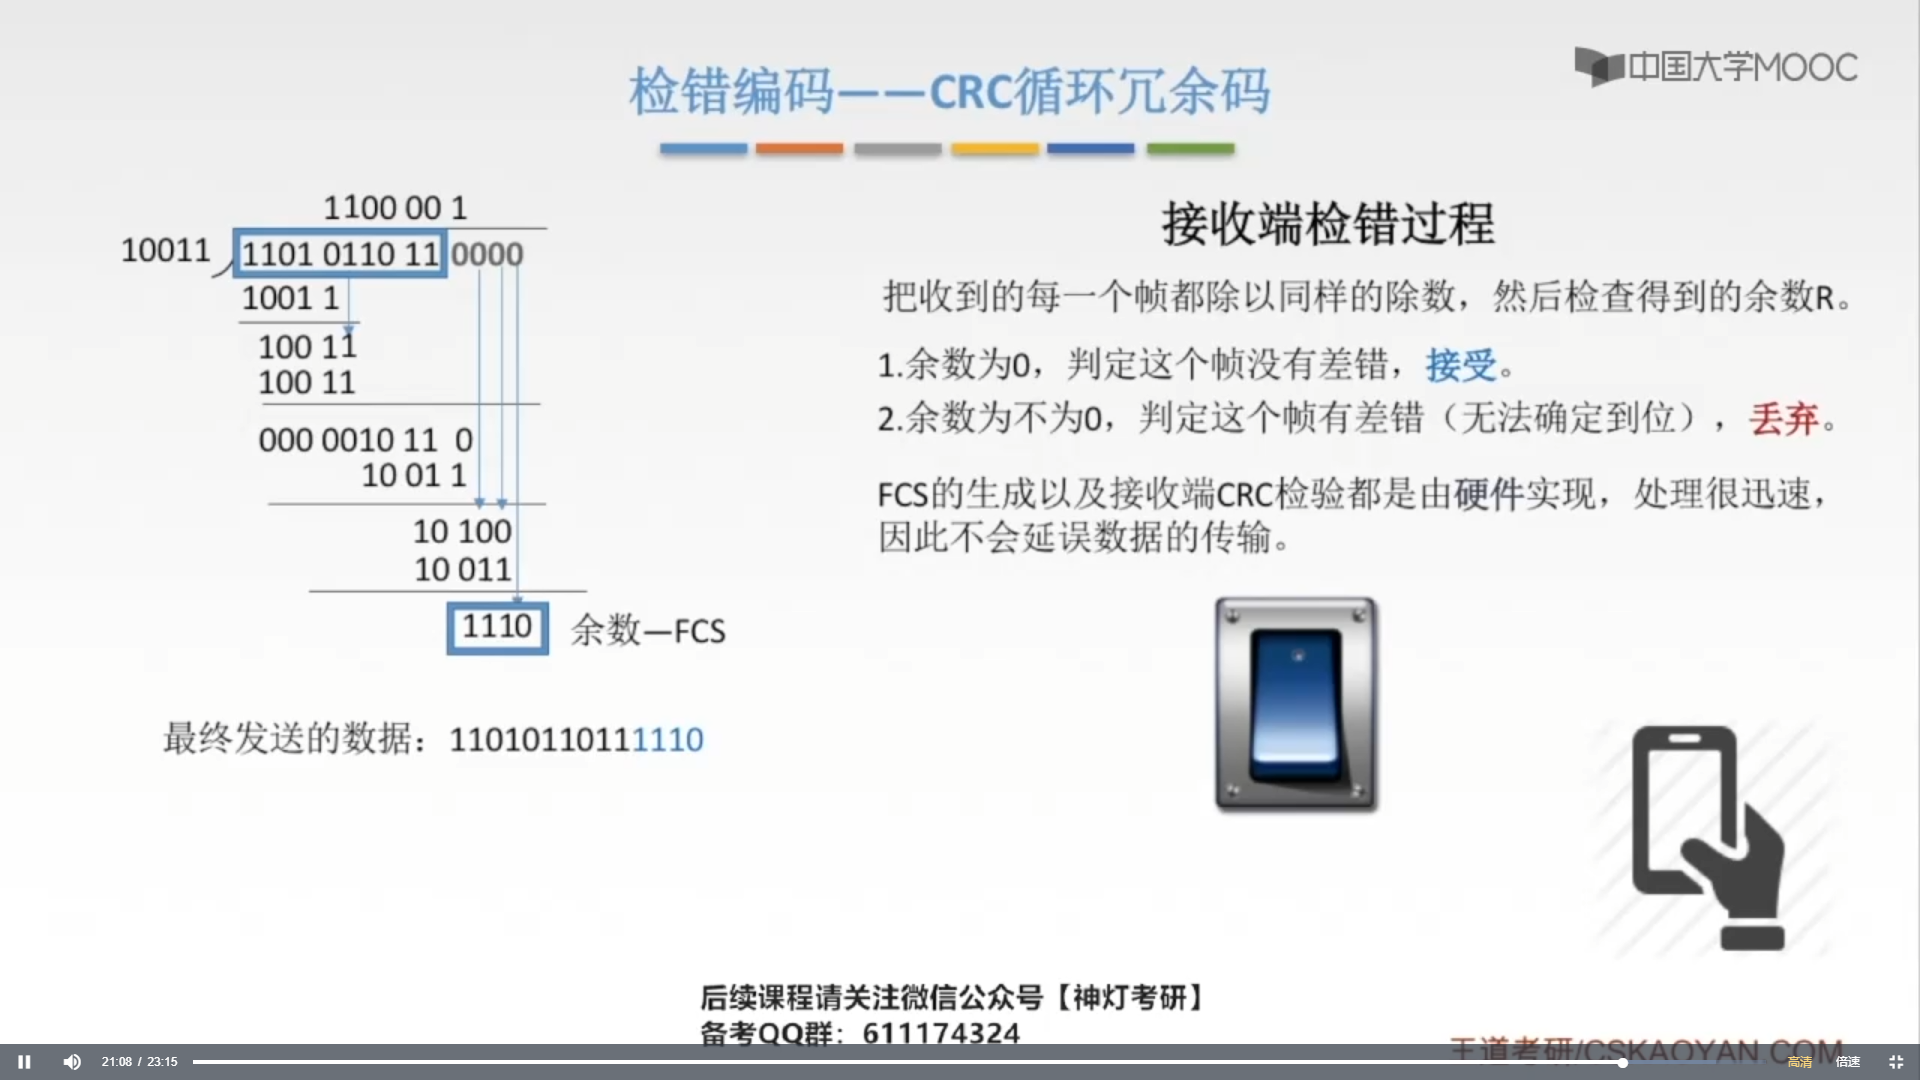 检错编码——CRC循环冗余码
中国大学MOOC
1100 00 1
10011
1101 0110 11 0000
1001 1
100 11
100 11
000 0010 11 0
10 01 1
10 100
10 011
1110 余数—FCS
最终发送的数据：11010110111110
接收端检错过程
把收到的每一个帧都除以同样的除数，然后检查得到的余数R。
1.余数为0，判定这个帧没有差错，接受。
2.余数为不为0，判定这个帧有差错（无法确定到位），丢弃。
FCS的生成以及接收端CRC检验都是由硬件实现，处理很迅速，
因此不会延误数据的传输。
后续课程请关注微信公众号【神灯考研】
备考QQ群：611174324
王道考研/CSKAOYAN.COM
21:08 / 23:15
高清 倍速